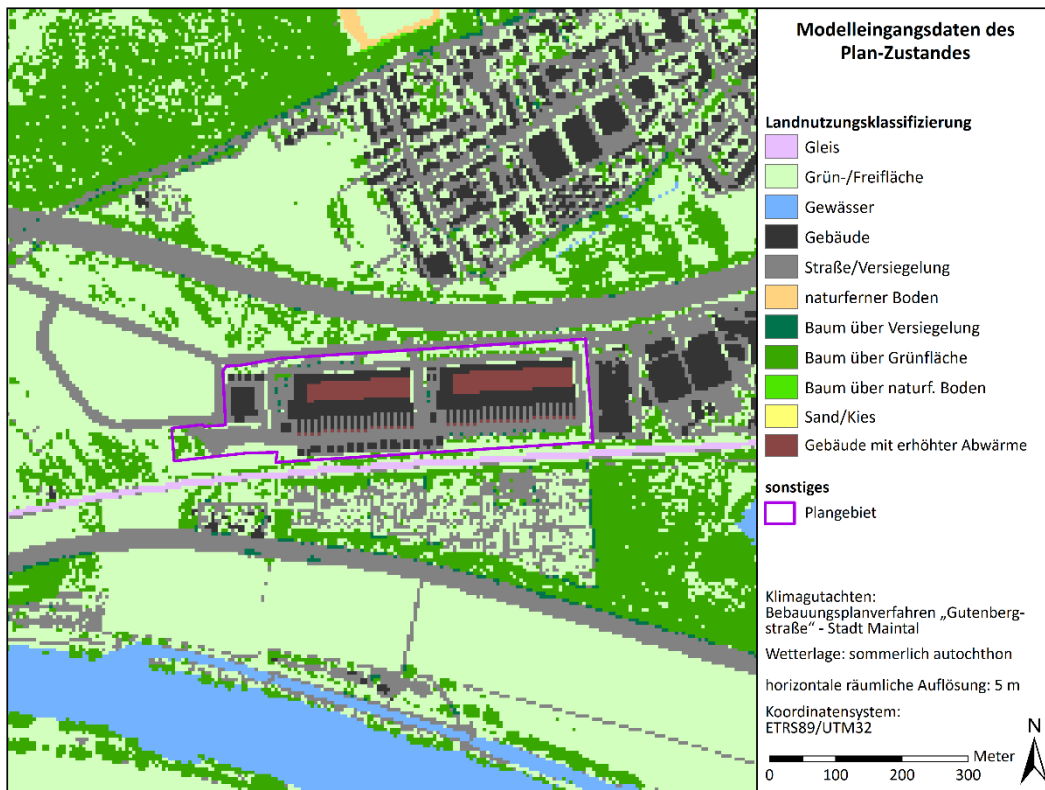 Modelleingangsdaten des
Plan-Zustandes
Landnutzungsklassifizierung
Gleis
Grün-/Freifläche
Gewässer
Gebäude
Straße/Versiegelung
naturferner Boden
Baum über Versiegelung
Baum über Grünfläche
Baum über naturf. Boden
Sand/Kies
Gebäude mit erhöhter Abwärme
sonstiges
Plangebiet
Klimagutachten:
Bebauungsplanverfahren „Gutenberg-
straße“ - Stadt Maintal
Wetterlage: sommerlich autochthon
horizontale räumliche Auflösung: 5 m
Koordinatensystem:
ETRS89/UTM32
N
Meter
0 50 100 200 300